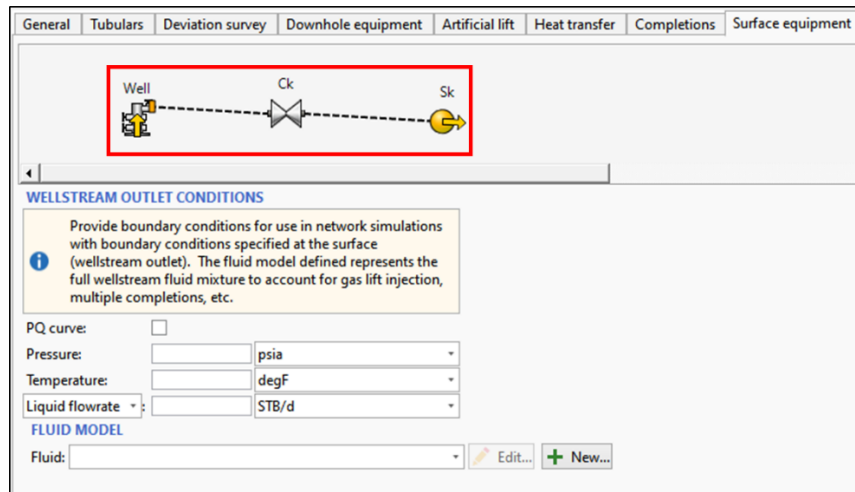 General Tubulars Deviation survey Downhole equipment Artificial lift Heat transfer Completions Surface equipment
Well Ck Sk
WELLSTREAM OUTLET CONDITIONS
Provide boundary conditions for use in network simulations
with boundary conditions specified at the surface
(wellstream outlet). The fluid model defined represents the
full wellstream fluid mixture to account for gas lift injection,
multiple completions, etc.
PQ curve:
Pressure: psia
Temperature: degF
Liquid flowrate : STB/d
FLUID MODEL
Fluid: Edit... New...